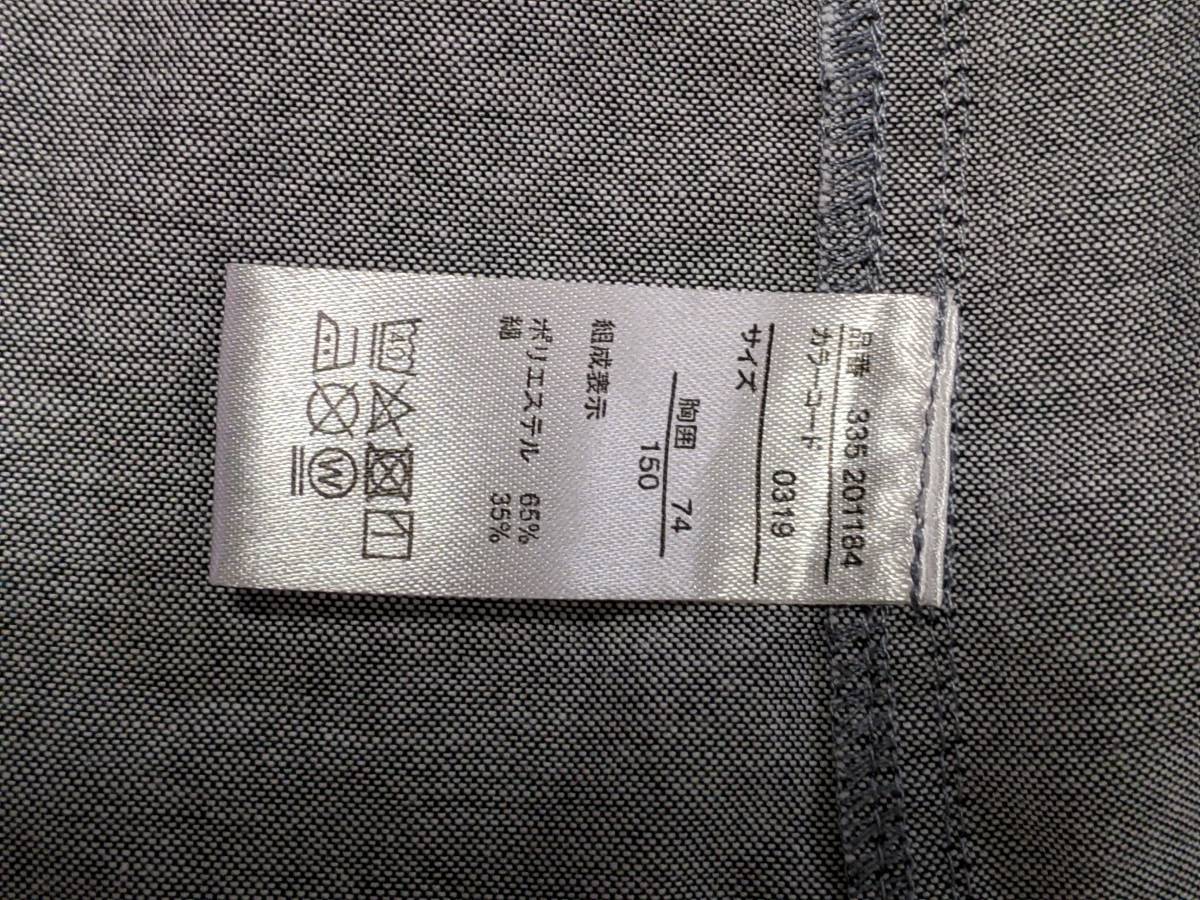 品番 335 201184
カラーコード 0319
サイズ
胸囲 74
150
組成表示
ポリエステル 65%
綿 35%
40
W